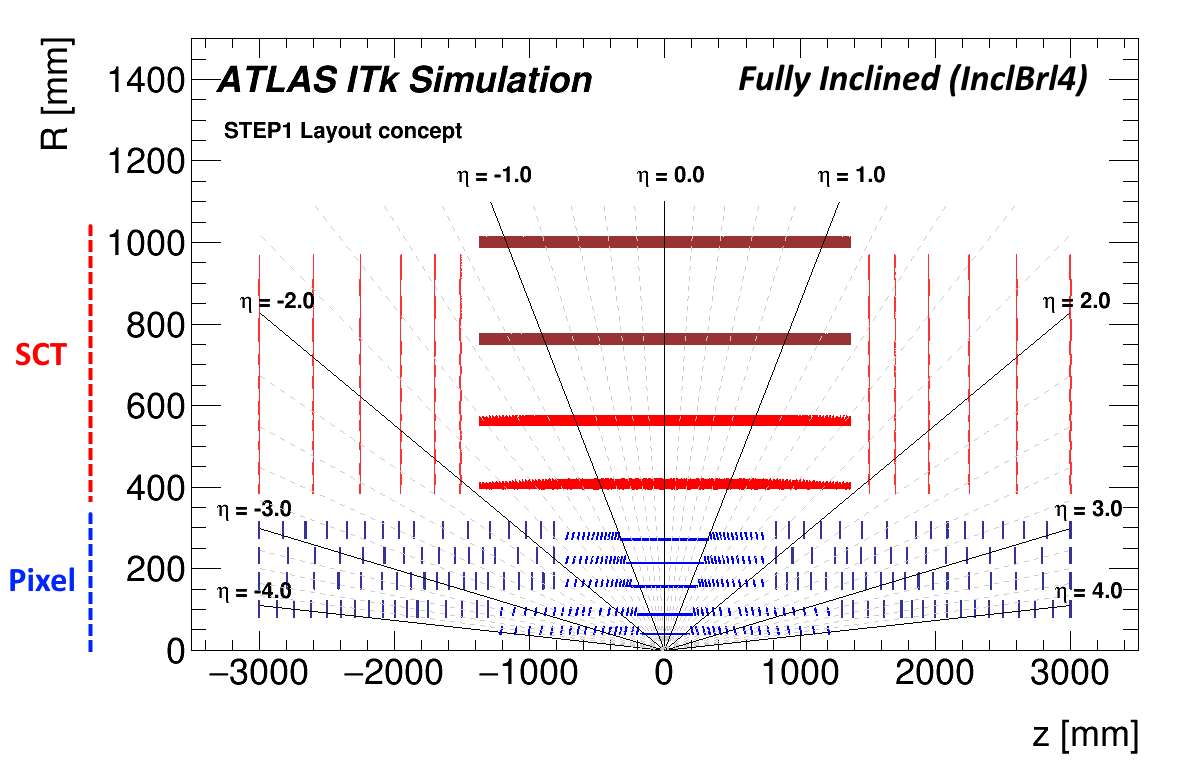 R [mm]
ATLAS ITk Simulation
Fully Inclined (InclBrl4)
STEP1 Layout concept
1400
1200
1000
800
600
400
200
0
η = -1.0
η = 0.0
η = 1.0
η = -2.0
η = 2.0
SCT
η = -3.0
η = 3.0
Pixel
η = -4.0
η = 4.0
−3000
−2000
−1000
0
1000
2000
3000
z [mm]